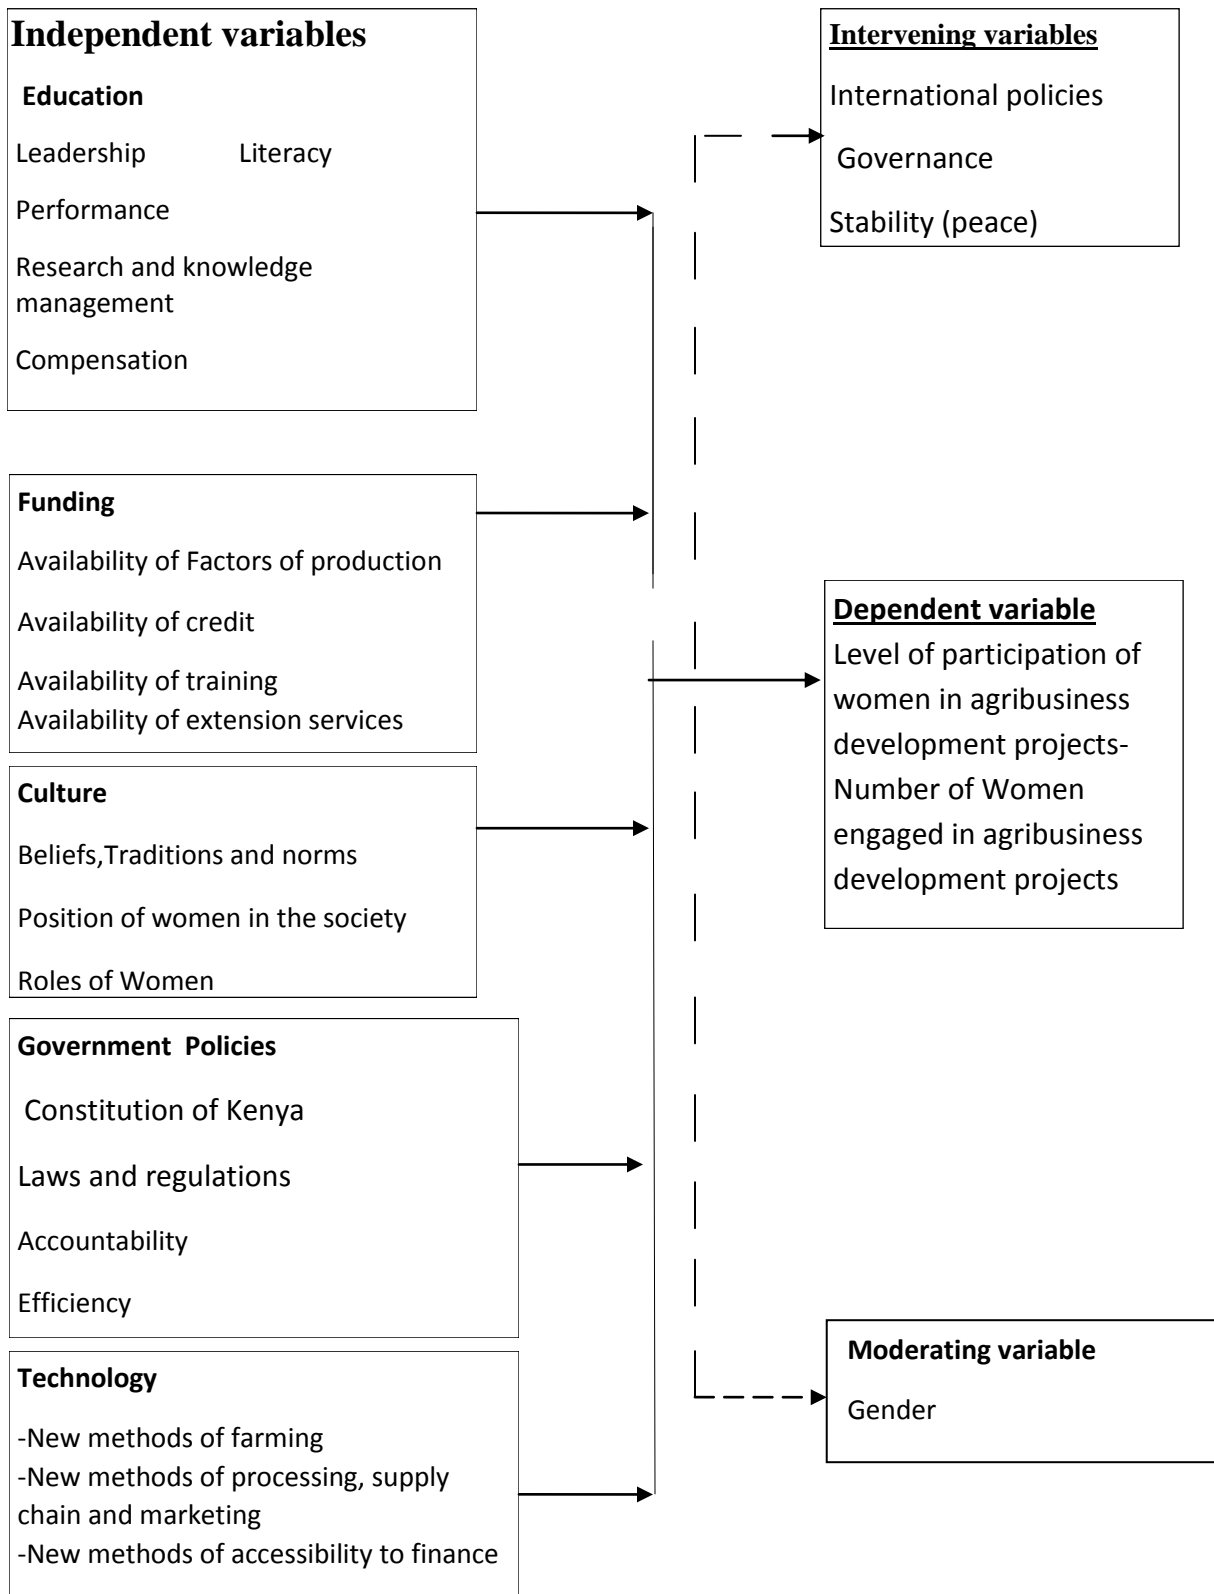 Independent variables
Education
Leadership Literacy
Performance
Research and knowledge
management
Compensation
Funding
Availability of Factors of production
Availability of credit
Availability of training
Availability of extension services
Culture
Beliefs,Traditions and norms
Position of women in the society
Roles of Women
Government Policies
Constitution of Kenya
Laws and regulations
Accountability
Efficiency
Technology
-New methods of farming
-New methods of processing, supply
chain and marketing
-New methods of accessibility to finance
Intervening variables
International policies
Governance
Stability (peace)
Dependent variable
Level of participation of
women in agribusiness
development projects-
Number of Women
engaged in agribusiness
development projects
Moderating variable
Gender